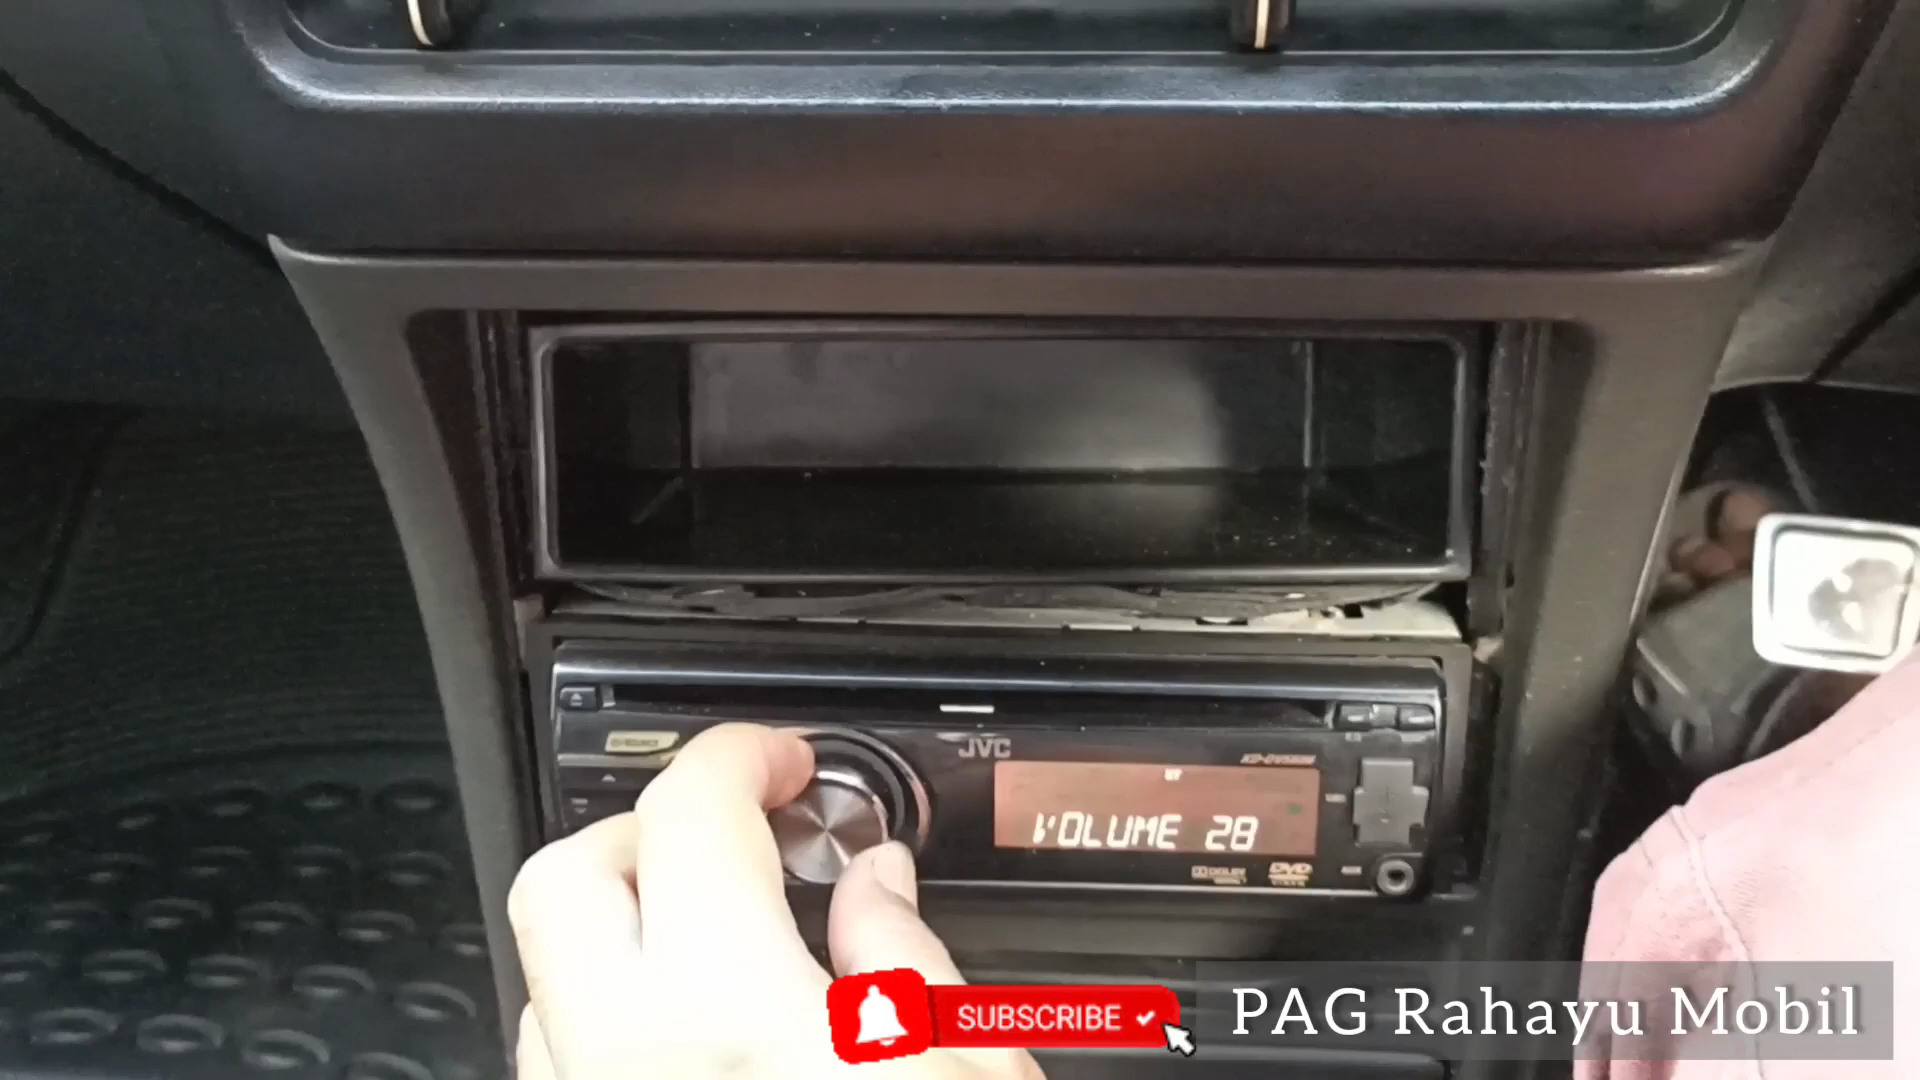 JVC
VOLUME 28
DVD
SUBSCRIBE
PAG Rahayu Mobil